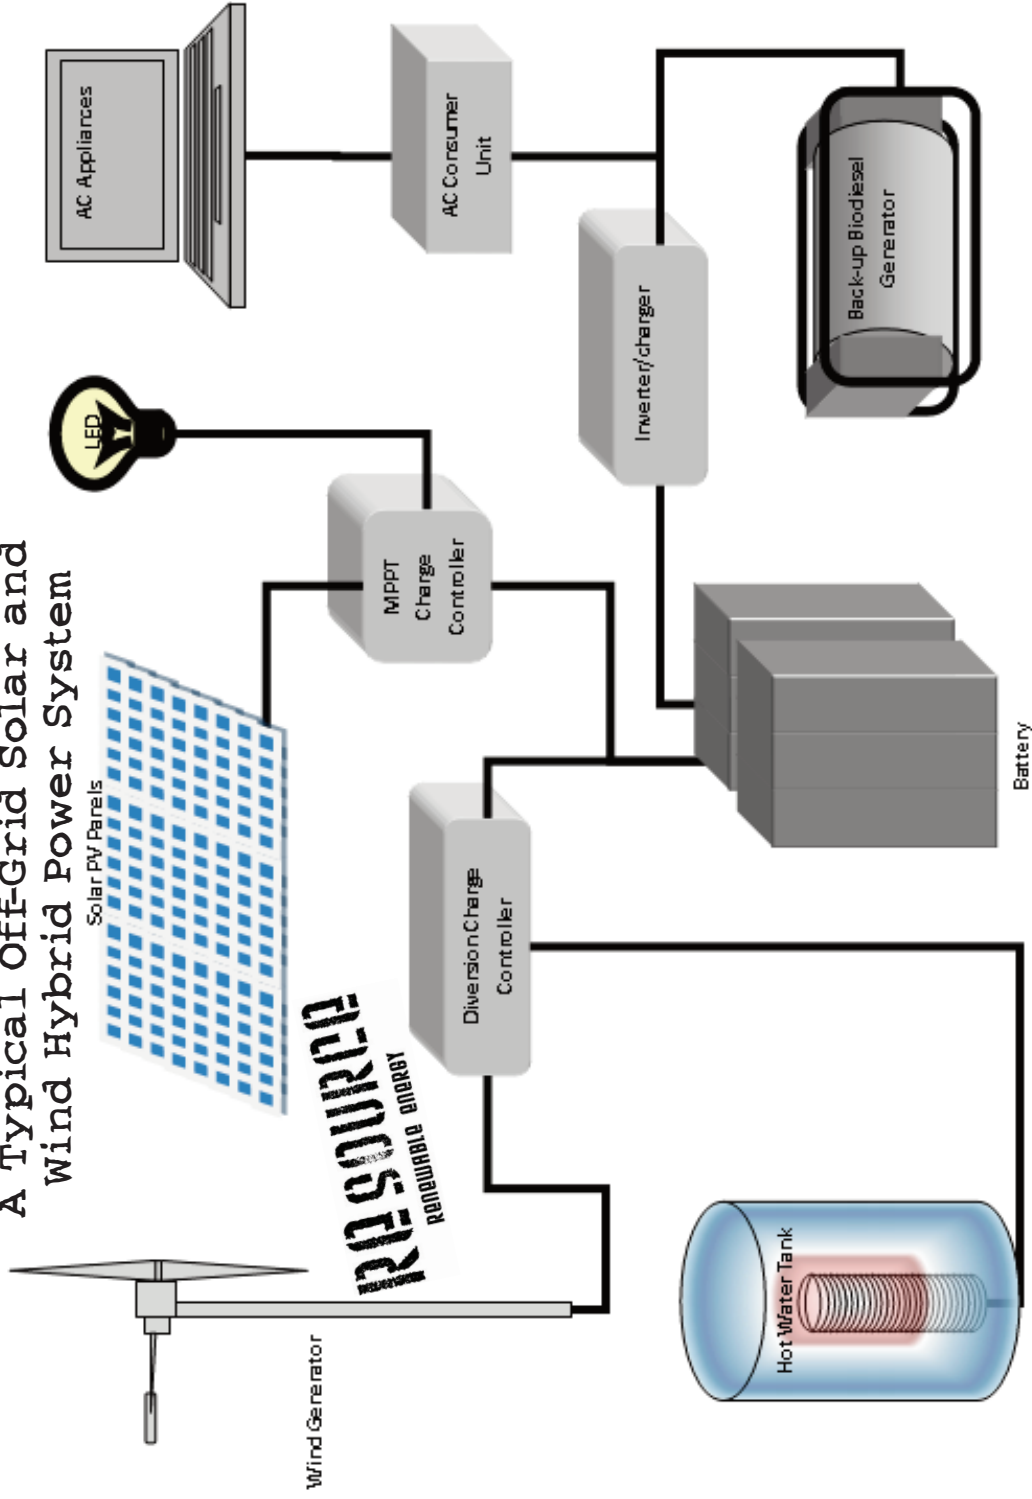 A Typical Off-Grid Solar and
Wind Hybrid Power System
Wind Generator
Solar PV Panels
LED
AC Appliances
RESOURCE
RENEWABLE ENERGY
MPPT
Charge
Controller
AC Consumer
Unit
Diversion Charge
Controller
Inverter/charger
Hot Water Tank
Back-up Biodiesel
Generator
Battery